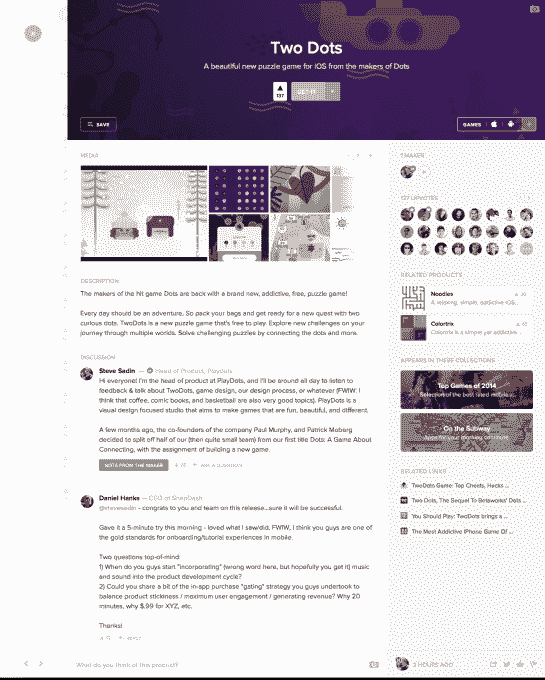 Two Dots
A beautiful new puzzle game for iOS from the makers of Dots
137
GET IT
SAVE
GAMES
MEDIA
1 MAKER
137 UPVOTES
RELATED PRODUCTS
Noodles
A relaxing, simple, addictive iOS...
Colortrix
Colortrix is a simple yet addictive ...
DESCRIPTION
The makers of the hit game Dots are back with a brand new, addictive, free, puzzle game!
Every day should be an adventure. So pack your bags and get ready for a new quest with two
curious dots. TwoDots is a new puzzle game that's free to play. Explore new challenges on your
journey through multiple worlds. Solve challenging puzzles by connecting the dots and more.
APPEARS IN THESE COLLECTIONS
Top Games of 2014
Selection of the best rated mobile ...
On the Subway
Apps for your morning commute
DISCUSSION
Steve Sadin — Head of Product, PlayDots
Hi everyone! I'm the head of product at PlayDots, and I'll be around all day to listen to
feedback & talk about TwoDots, game design, our design process, or whatever (FWIW: I
think that coffee, comic books, and basketball are also very good topics). PlayDots is a
visual design focused studio that aims to make games that are fun, beautiful, and different.
A few months ago, the co-founders of the company Paul Murphy, and Patrick Moberg
decided to split off half of our (then quite small team) from our first title Dots: A Game About
Connecting, with the assignment of building a new game.
NOTE FROM THE MAKER
ASK A QUESTION
RELATED LINKS
TwoDots Game: Top Cheats, Hacks ...
Two Dots, The Sequel To Betaworks' Dots ...
You Should Play: TwoDots brings a ...
The Most Addictive iPhone Game Of ...
Daniel Hanks — CEO of SnapDash
@stevesadin - congrats to you and team on this release...sure it will be successful.
Gave it a 5-minute try this morning - loved what I saw/did. FWIW, I think you guys are one of
the gold standards for onboarding/tutorial experiences in mobile.
Two questions top-of-mind:
1) When do you guys start "incorporating" (wrong word here, but hopefully you get it) music
and sound into the product development cycle?
2) Could you share a bit of the in-app purchase "gating" strategy you guys undertook to
balance product stickiness / maximum user engagement / generating revenue? Why 20
minutes, why $.99 for XYZ, etc.
Thanks!
What do you think of this product?
3 HOURS AGO